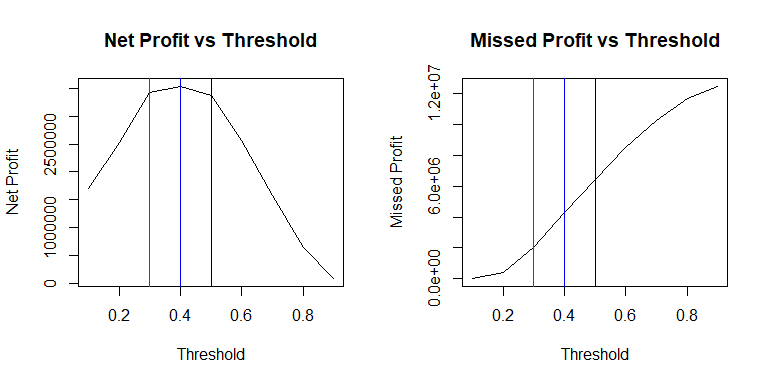 Net Profit vs Threshold
Net Profit
0 1000000 2500000
0.2 0.4 0.6 0.8
Threshold
Missed Profit vs Threshold
Missed Profit
0.0e+00 6.0e+06 1.2e+07
0.2 0.4 0.6 0.8
Threshold